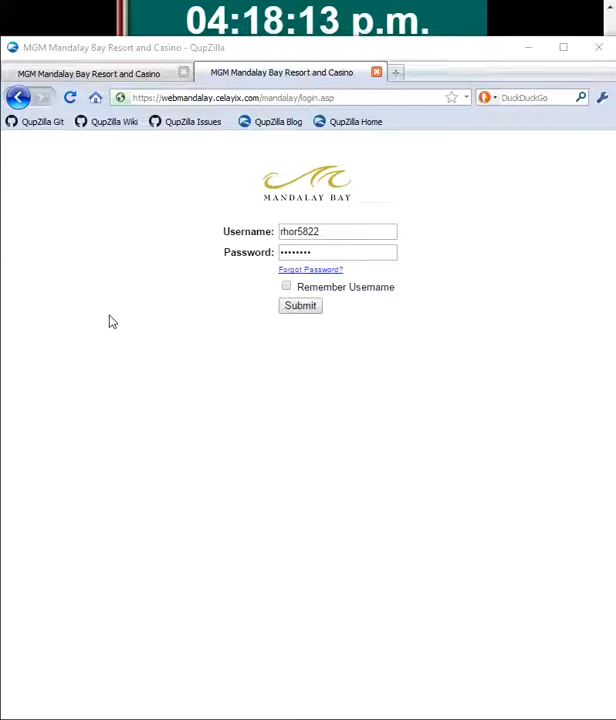 04:18:13 p.m.
MGM Mandalay Bay Resort and Casino - QupZilla
MGM Mandalay Bay Resort and Casino
MGM Mandalay Bay Resort and Casino
https://webmandalay.celayix.com/mandalay/login.asp
DuckDuckGo
QupZilla Git
QupZilla Wiki
QupZilla Issues
QupZilla Blog
QupZilla Home
MANDALAY BAY
Username: rhor5822
Password: ••••••••
Forgot Password?
Remember Username
Submit